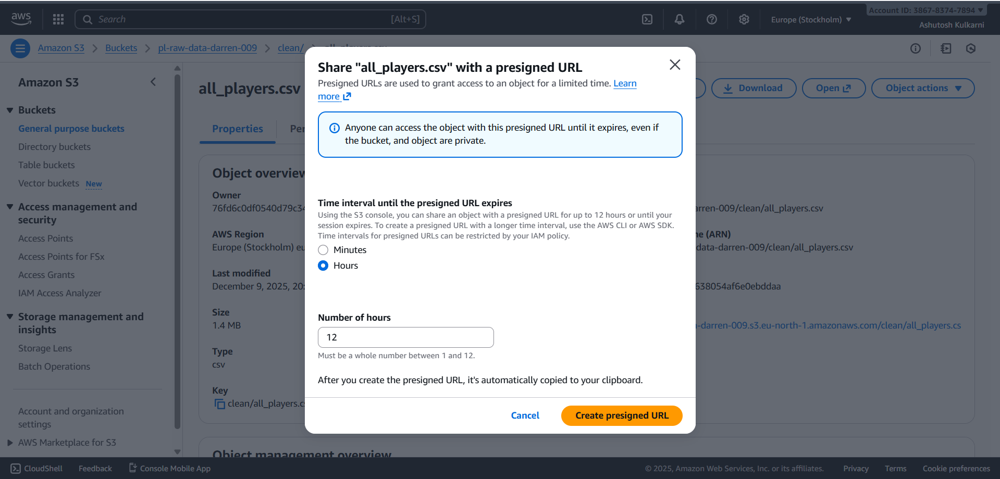 aws
Search
[Alt+S]
Europe (Stockholm)
Account ID: 3867-8374-7894
Ashutosh Kulkarni
Amazon S3
Buckets
pl-raw-data-darren-009
clean/
all_players.csv
Amazon S3
Buckets
General purpose buckets
Directory buckets
Table buckets
Vector buckets New
Access management and
security
Access Points
Access Points for FSx
Access Grants
IAM Access Analyzer
Storage management and
insights
Storage Lens
Batch Operations
Account and organization
settings
AWS Marketplace for S3
all_players.csv
Download
Open
Object actions
Properties
Per
Object overview
Owner
76fd6c0df0540d79c34
AWS Region
Europe (Stockholm) eu
Last modified
December 9, 2025, 20:
Size
1.4 MB
Type
csv
Key
clean/all_players.cs
arren-009/clean/all_players.csv
ne (ARN)
data-darren-009/clean/all_players.csv
638054af6e0ebddaa
-darren-009.s3.eu-north-1.amazonaws.com/clean/all_players.cs
Object management overview
Share "all_players.csv" with a presigned URL
Presigned URLs are used to grant access to an object for a limited time. Learn
more
Anyone can access the object with this presigned URL until it expires, even if
the bucket, and object are private.
Time interval until the presigned URL expires
Using the S3 console, you can share an object with a presigned URL for up to 12 hours or until your
session expires. To create a presigned URL with a longer time interval, use the AWS CLI or AWS SDK.
Time intervals for presigned URLs can be restricted by your IAM policy.
Minutes
Hours
Number of hours
12
Must be a whole number between 1 and 12.
After you create the presigned URL, it's automatically copied to your clipboard.
Cancel
Create presigned URL
CloudShell
Feedback
Console Mobile App
© 2025, Amazon Web Services, Inc. or its affiliates.
Privacy
Terms
Cookie preferences